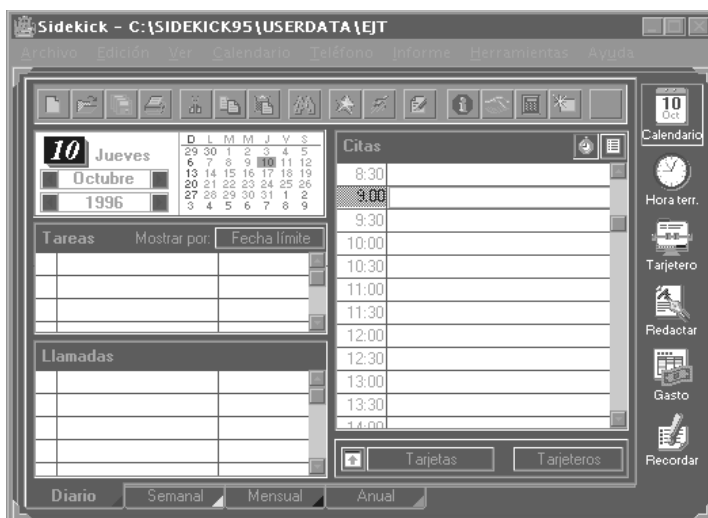 Sidekick - C:\SIDEKICK95\USERDATA\EJT
Archivo Edición Ver Calendario Teléfono Informe Herramientas Ayuda
10 Jueves
Octubre
1996
D L M M J V S
29 30 1 2 3 4 5
6 7 8 9 10 11 12
13 14 15 16 17 18 19
20 21 22 23 24 25 26
27 28 29 30 31 1 2
3 4 5 6 7 8 9
Tareas Mostrar por: Fecha límite
Llamadas
Citas
8:30
9.00
9:30
10:00
10:30
11:00
11:30
12:00
12:30
13:00
13:30
14:00
Tarjetas Tarjeteros
10
Oct
Calendario
Hora terr.
Tarjetero
Redactar
Gasto
Recordar
Diario Semanal Mensual Anual